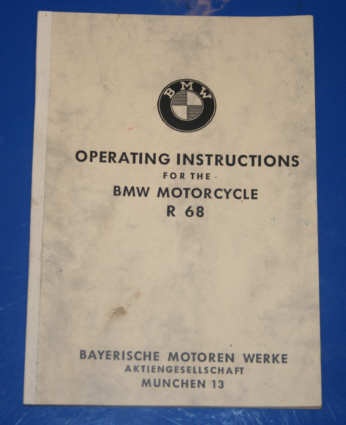 BMW
OPERATING INSTRUCTIONS
FOR THE
BMW MOTORCYCLE
R 68
BAYERISCHE MOTOREN WERKE
AKTIENGESELLSCHAFT
MUNCHEN 13